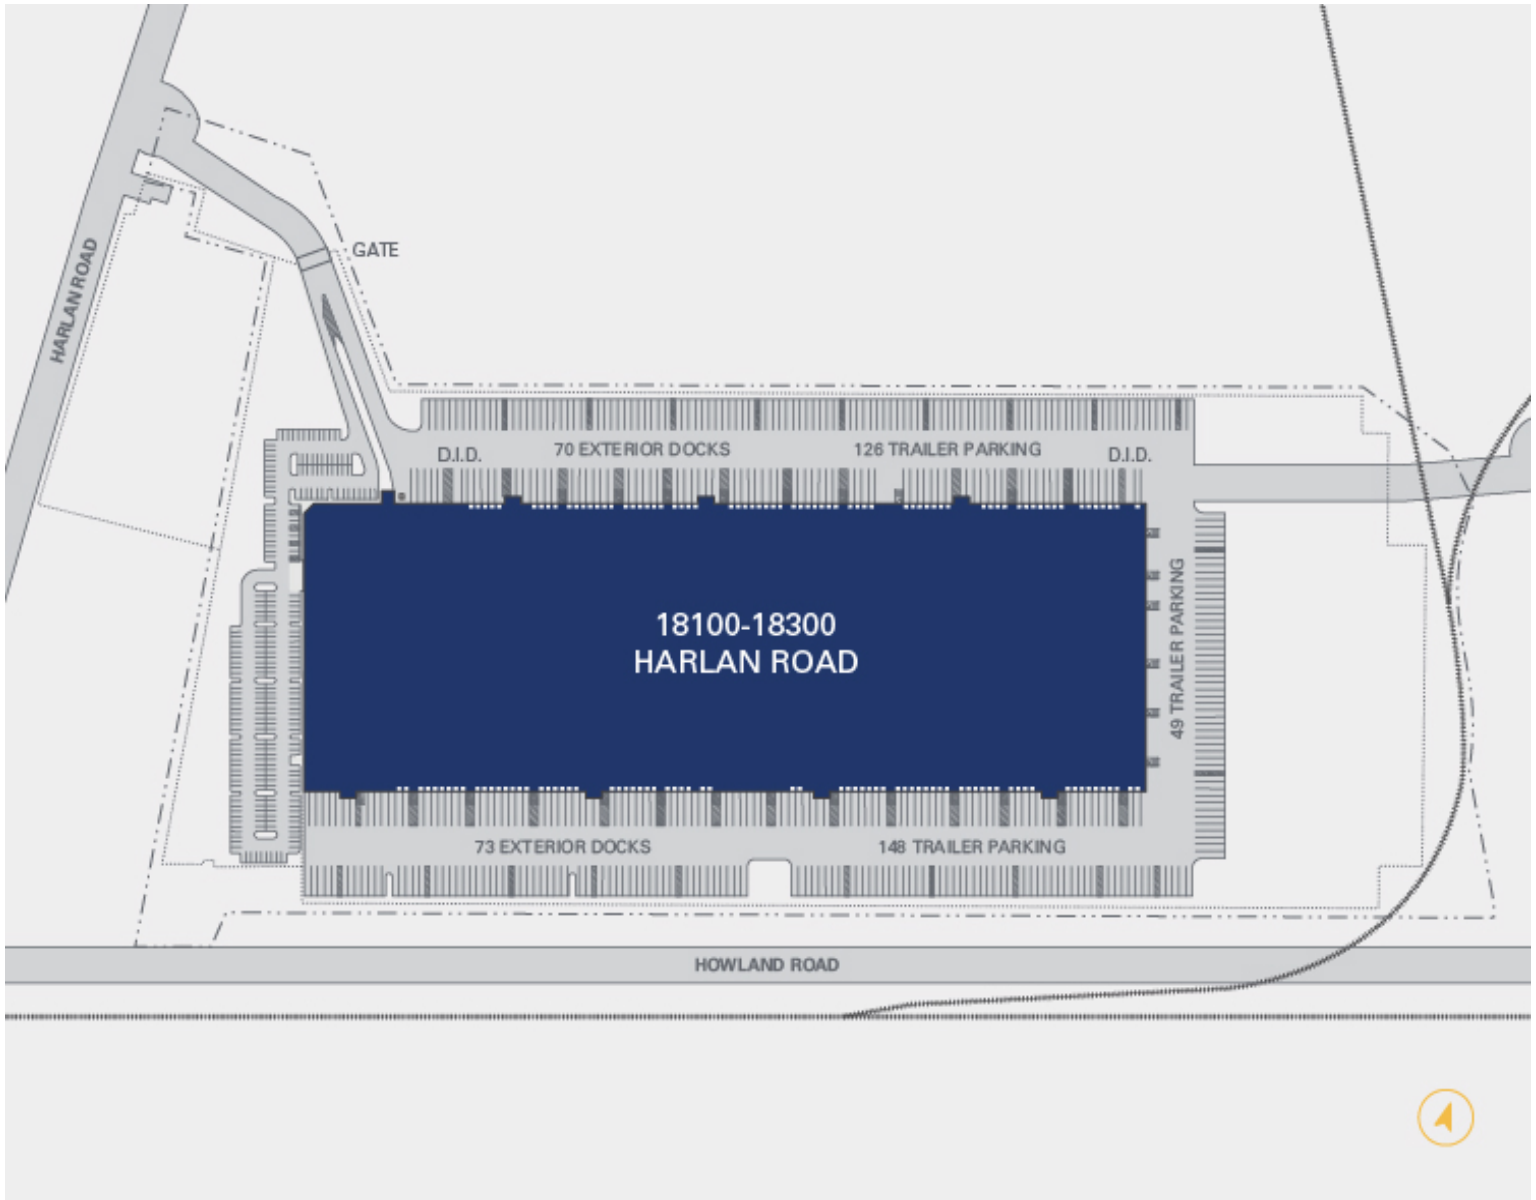 HARLAN ROAD
GATE
D.I.D.
70 EXTERIOR DOCKS
126 TRAILER PARKING
D.I.D.
18100-18300
HARLAN ROAD
49 TRAILER PARKING
73 EXTERIOR DOCKS
148 TRAILER PARKING
HOWLAND ROAD